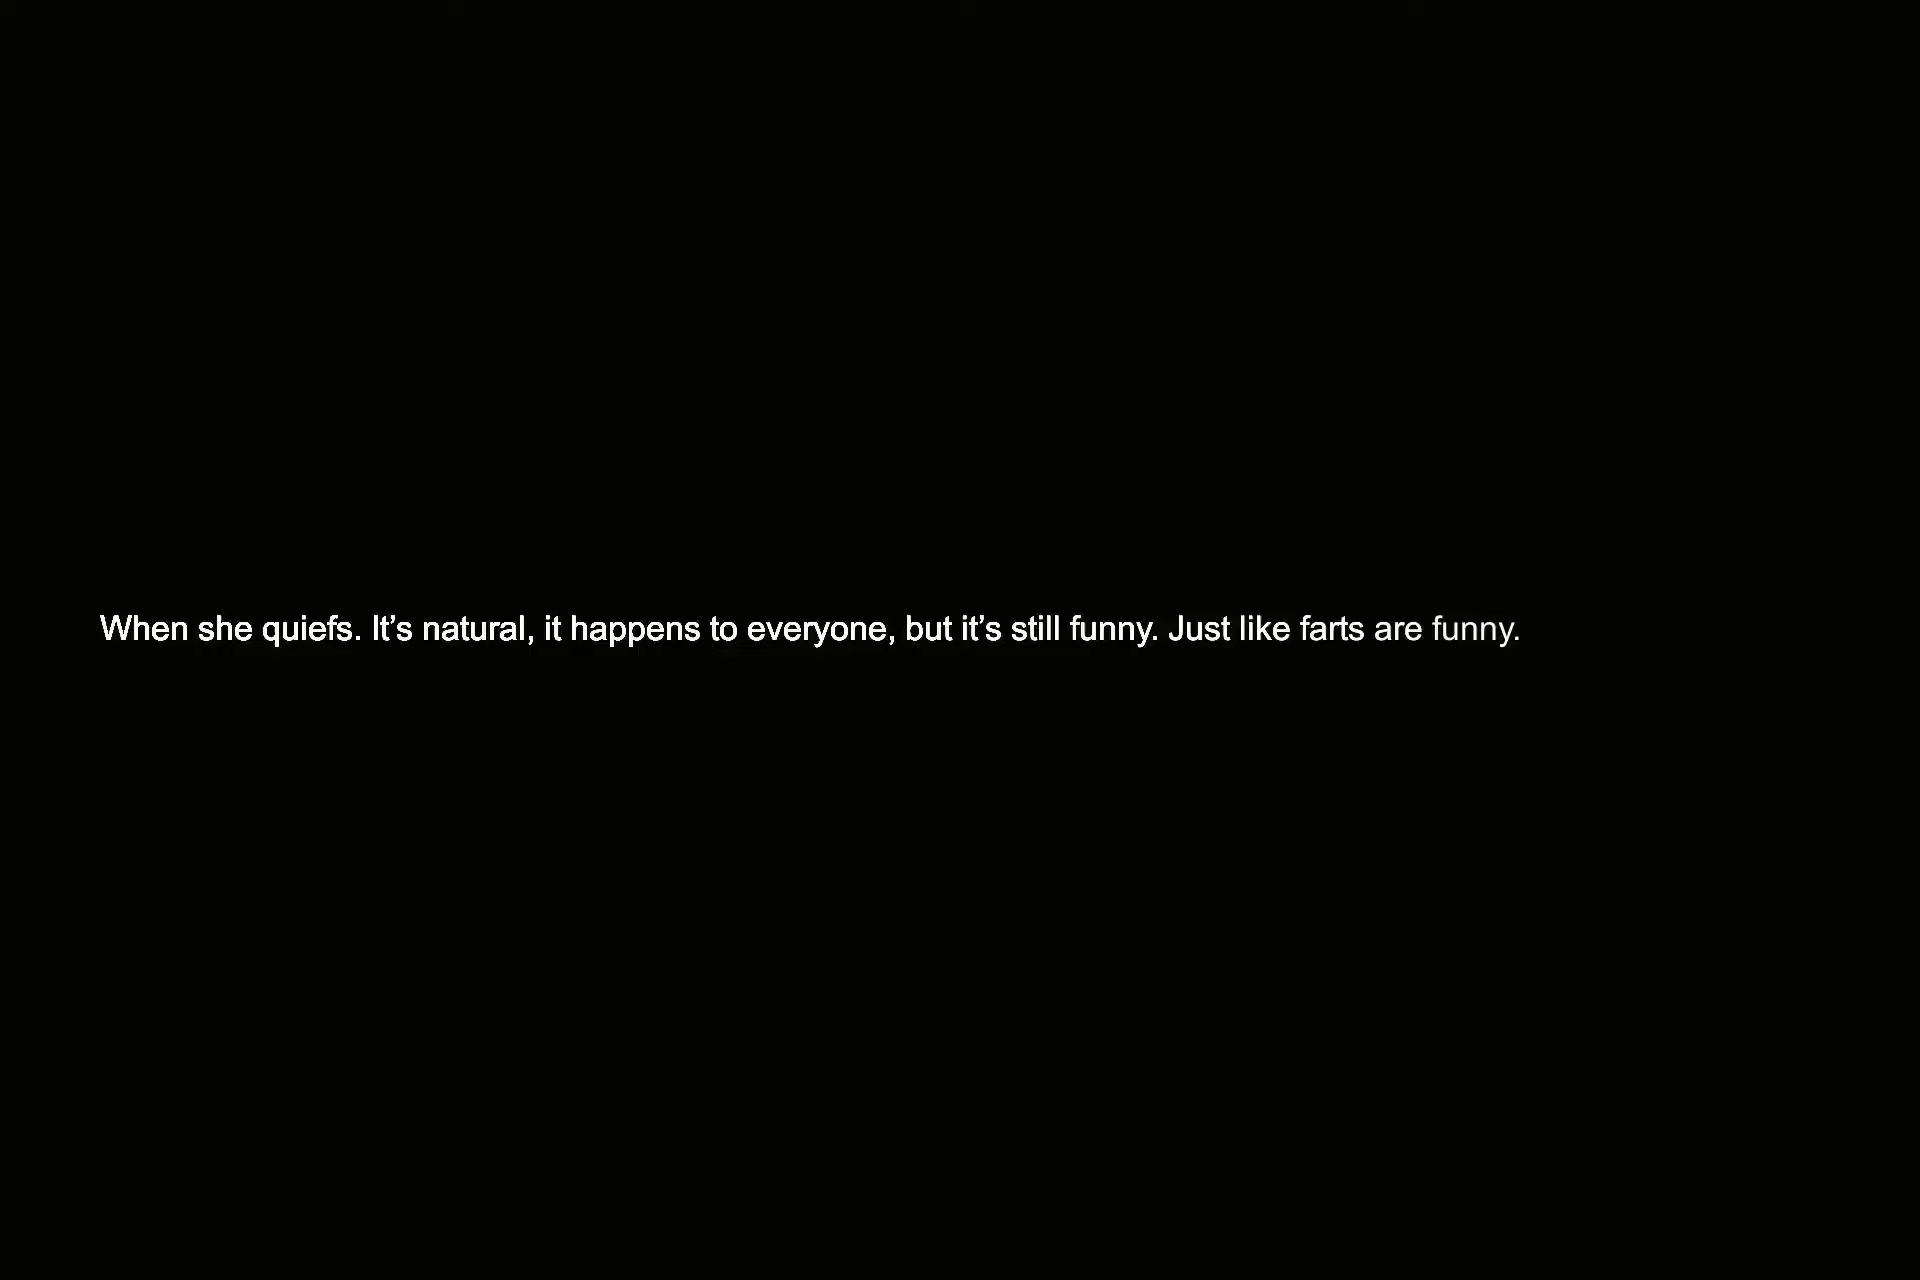 When she quiefs. It’s natural, it happens to everyone, but it’s still funny. Just like farts are funny.